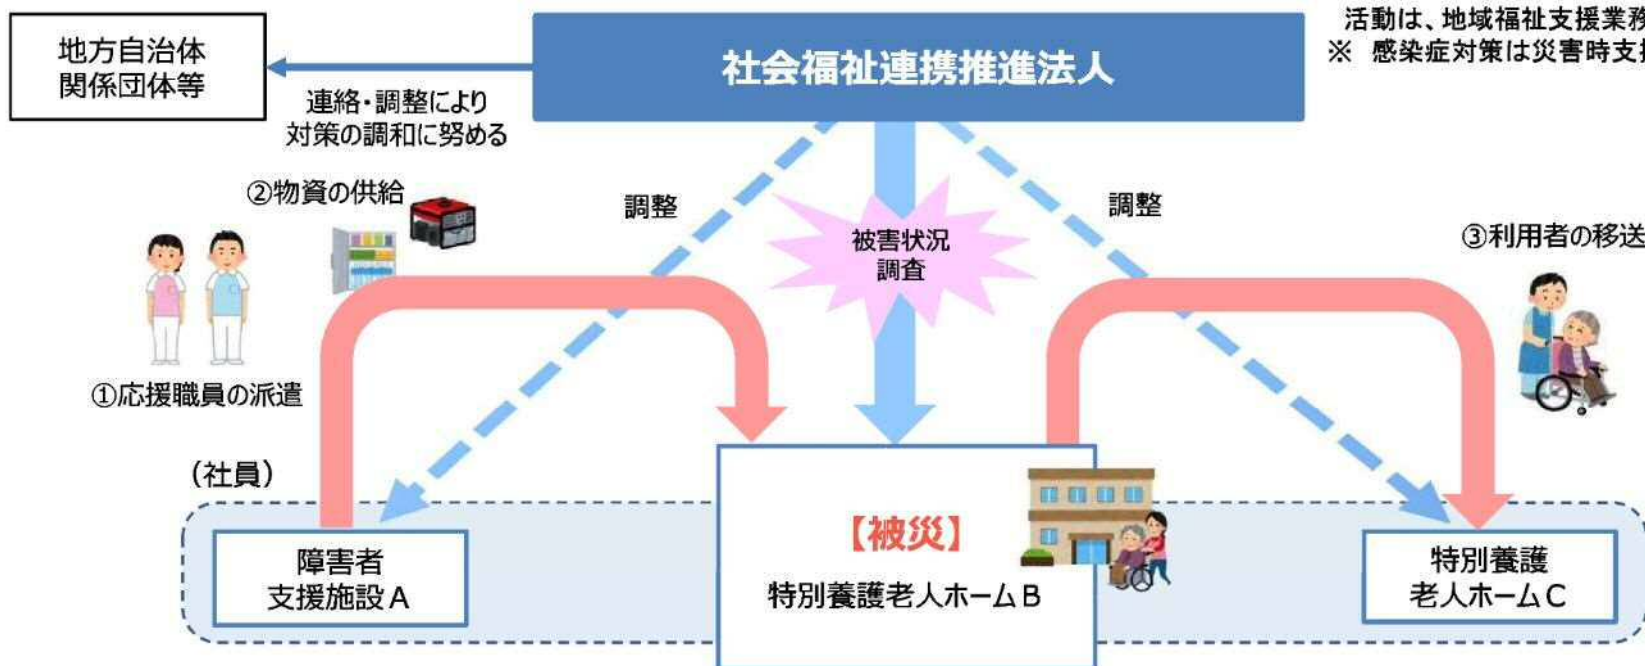 地方自治体
関係団体等
社会福祉連携推進法人
活動は、地域福祉支援業務
※ 感染症対策は災害時支援
連絡・調整により
対策の調和に努める
②物資の供給
調整
調整
被害状況
調査
③利用者の移送
①応援職員の派遣
(社員)
障害者
支援施設A
【被災】
特別養護老人ホームB
特別養護
老人ホームC